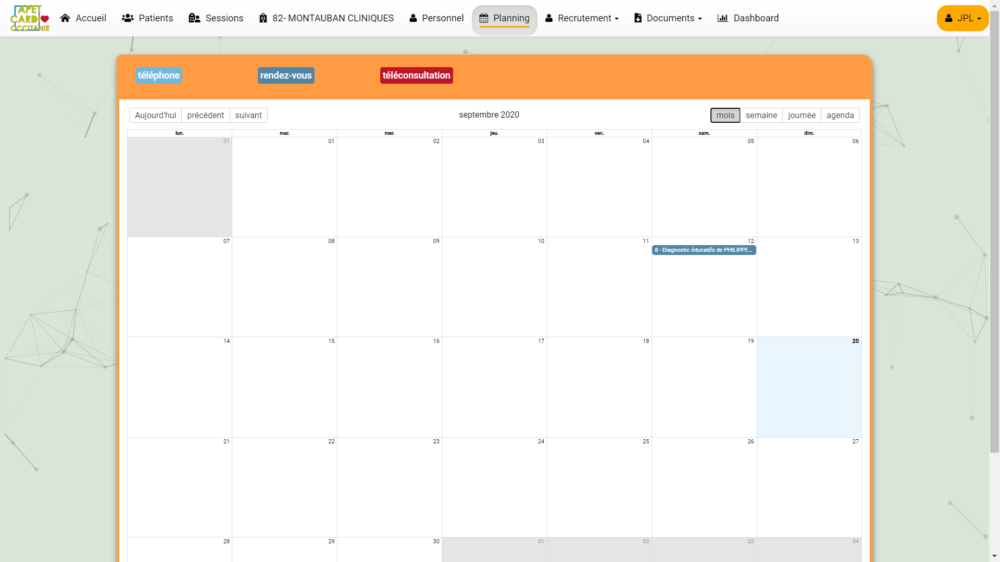 APET
CARDIO
OCCITANIE
Accueil
Patients
Sessions
82- MONTAUBAN CLINIQUES
Personnel
Planning
Recrutement
Documents
Dashboard
JPL
téléphone
rendez-vous
téléconsultation
Aujourd'hui
précédent
suivant
septembre 2020
mois
semaine
journée
agenda
lun.
mar.
mer.
jeu.
ven.
sam.
dim.
31
01
02
03
04
05
06
07
08
09
10
11
12
13
8 - Diagnostic éducatifs de PHILIPPE...
14
15
16
17
18
19
20
21
22
23
24
25
26
27
28
29
30
01
02
03
04